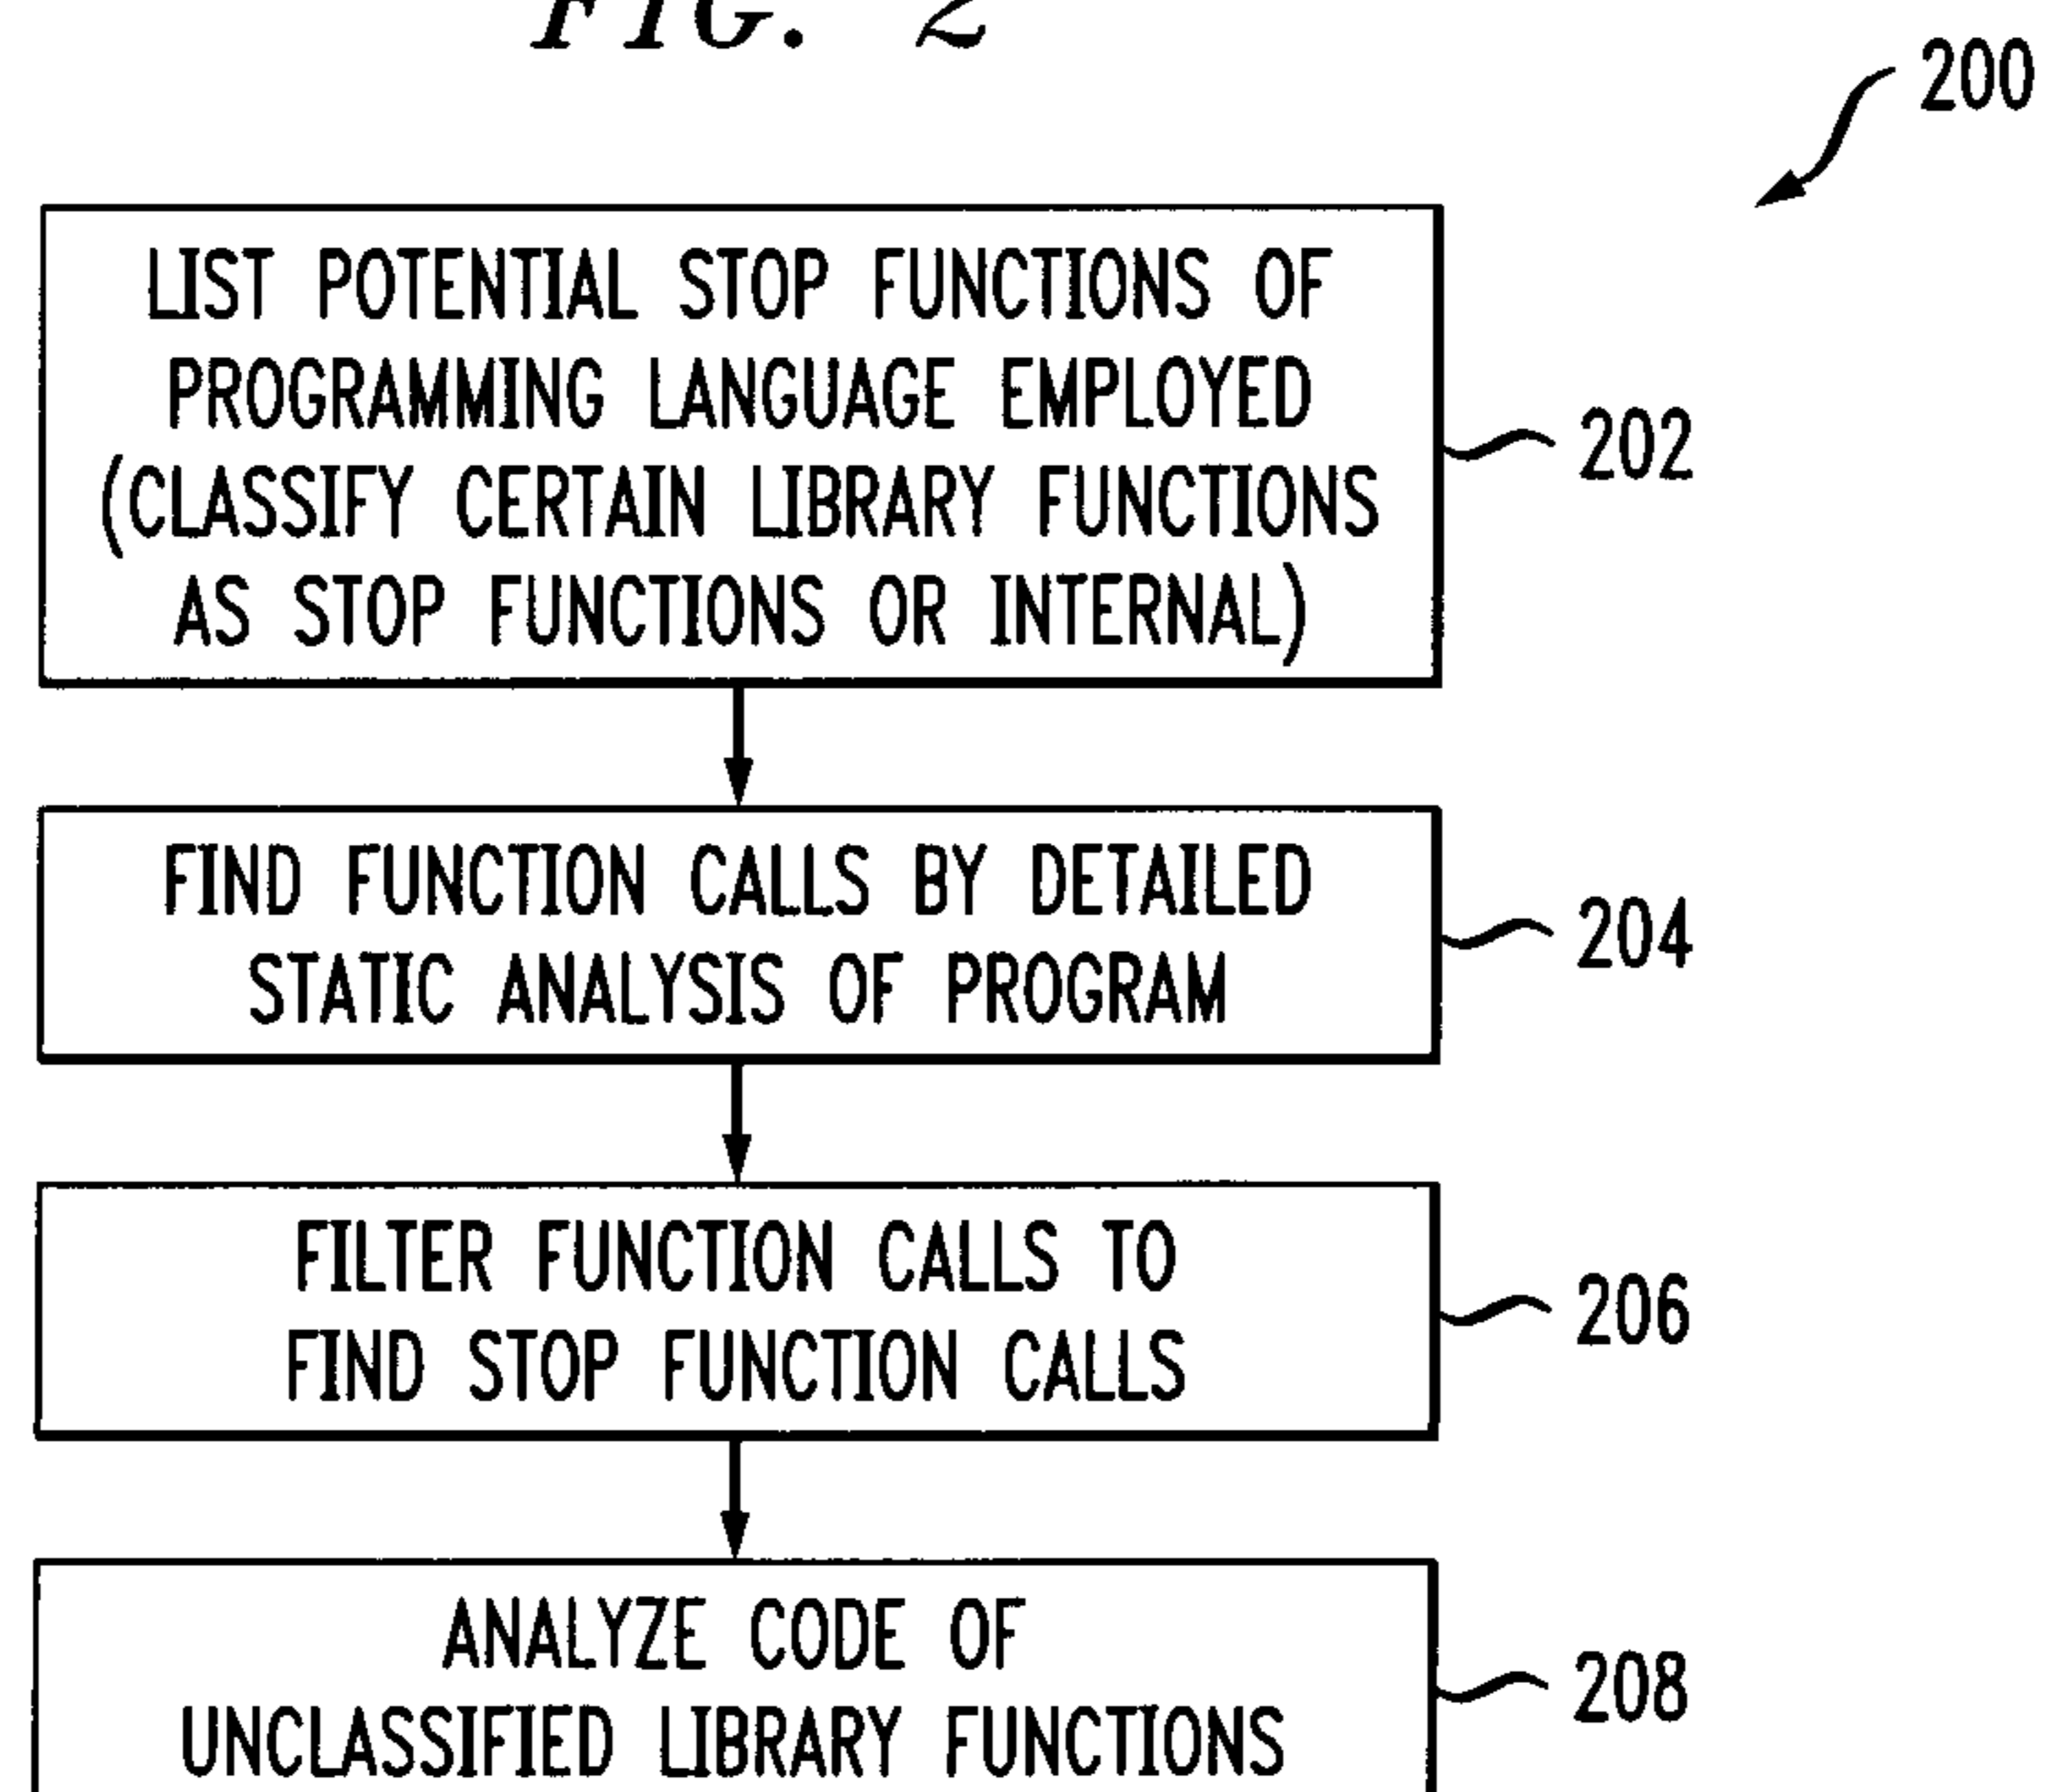 FIG. 2
200
LIST POTENTIAL STOP FUNCTIONS OF
PROGRAMMING LANGUAGE EMPLOYED
(CLASSIFY CERTAIN LIBRARY FUNCTIONS
AS STOP FUNCTIONS OR INTERNAL)
202
FIND FUNCTION CALLS BY DETAILED
STATIC ANALYSIS OF PROGRAM
204
FILTER FUNCTION CALLS TO
FIND STOP FUNCTION CALLS
206
ANALYZE CODE OF
UNCLASSIFIED LIBRARY FUNCTIONS
208